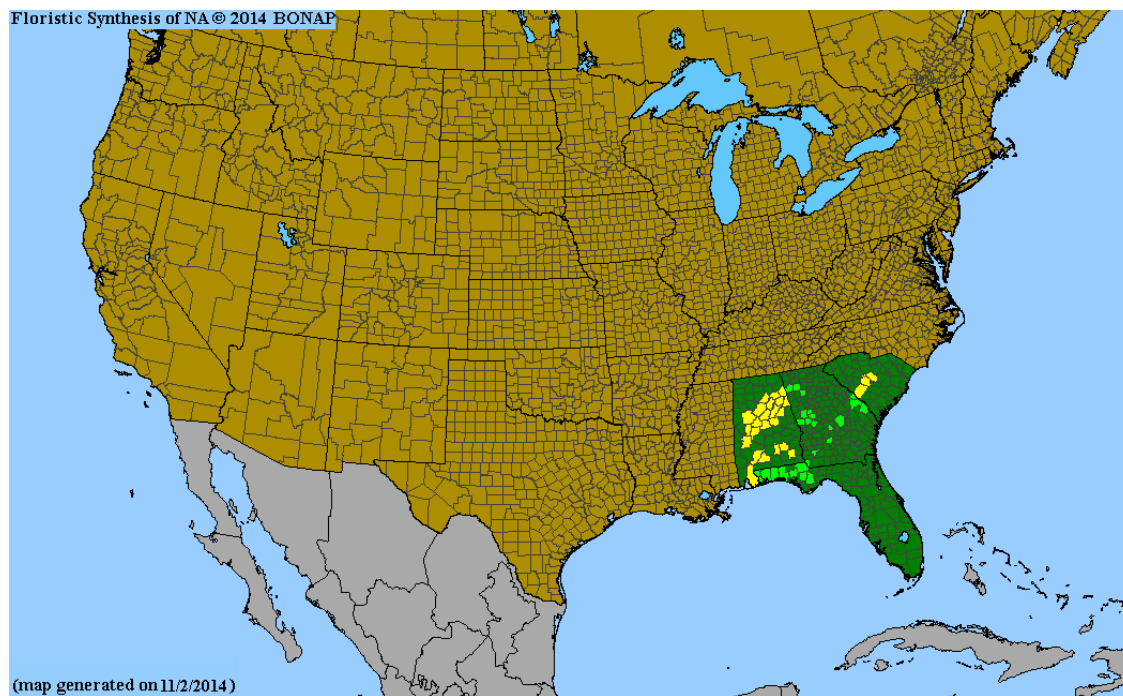 Floristic Synthesis of NA © 2014 BONAP
(map generated on 11/2/2014)